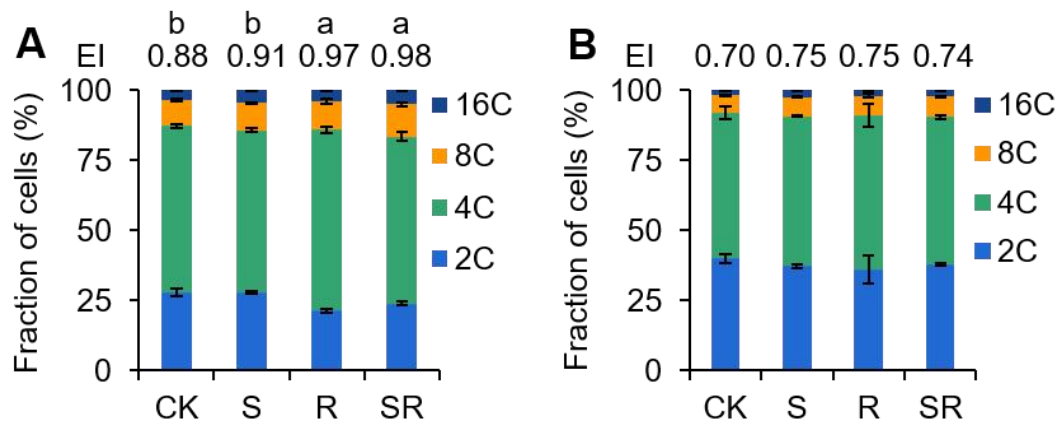 A
b b a a
EI 0.88 0.91 0.97 0.98
Fraction of cells (%)
100
75
50
25
0
CK S R SR
16C
8C
4C
2C
B
EI 0.70 0.75 0.75 0.74
Fraction of cells (%)
100
75
50
25
0
CK S R SR
16C
8C
4C
2C